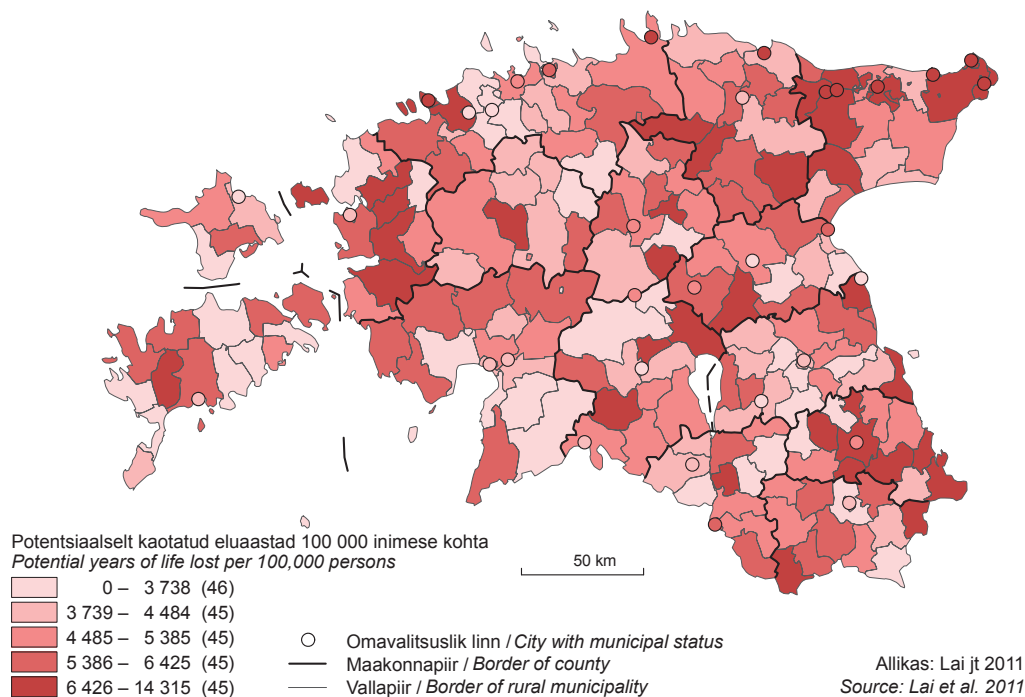 Potentsiaalselt kaotatud eluaastad 100 000 inimese kohta
Potential years of life lost per 100,000 persons
0 – 3 738 (46)
3 739 – 4 484 (45)
4 485 – 5 385 (45)
5 386 – 6 425 (45)
6 426 – 14 315 (45)
50 km
Omavalitsuslik linn / City with municipal status
Maakonnapiir / Border of county
Vallapiir / Border of rural municipality
Allikas: Lai jt 2011
Source: Lai et al. 2011